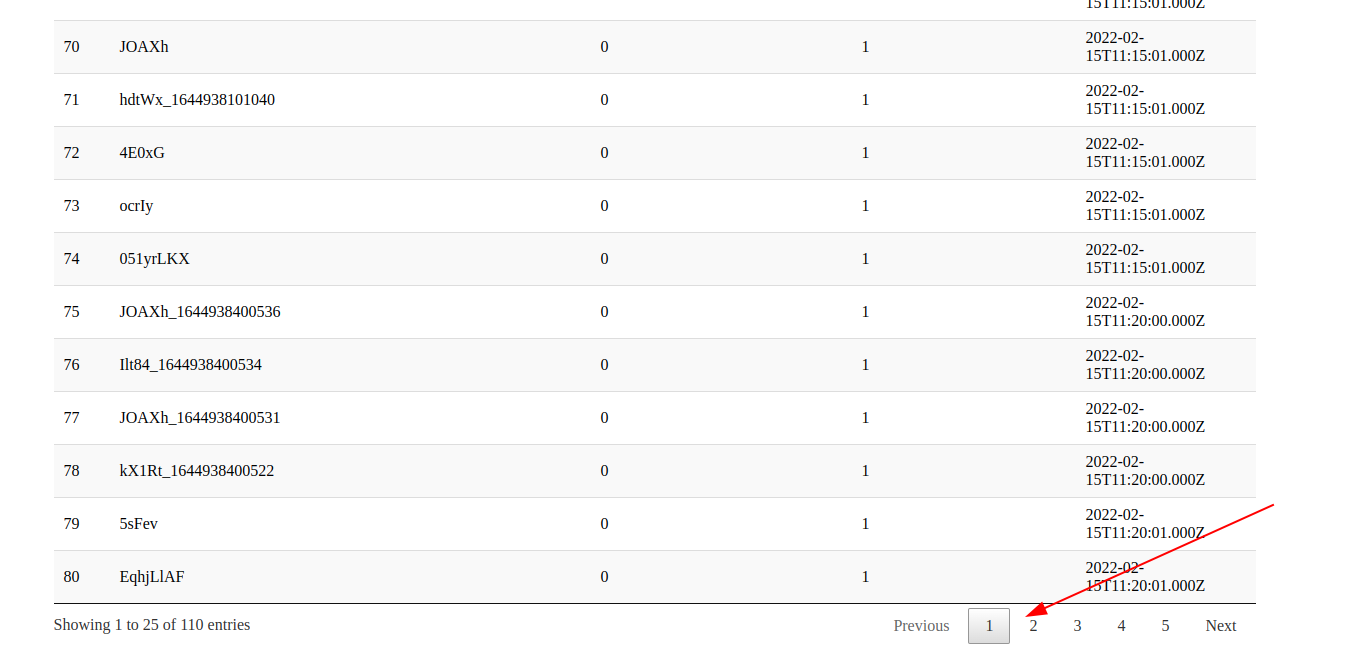 15T11:15:01.000Z
70 JOAXh 0 1 2022-02-
15T11:15:01.000Z
71 hdtWx_1644938101040 0 1 2022-02-
15T11:15:01.000Z
72 4E0xG 0 1 2022-02-
15T11:15:01.000Z
73 ocrIy 0 1 2022-02-
15T11:15:01.000Z
74 051yrLKX 0 1 2022-02-
15T11:15:01.000Z
75 JOAXh_1644938400536 0 1 2022-02-
15T11:20:00.000Z
76 Ilt84_1644938400534 0 1 2022-02-
15T11:20:00.000Z
77 JOAXh_1644938400531 0 1 2022-02-
15T11:20:00.000Z
78 kX1Rt_1644938400522 0 1 2022-02-
15T11:20:00.000Z
79 5sFev 0 1 2022-02-
15T11:20:01.000Z
80 EqhjLlAF 0 1 2022-02-
15T11:20:01.000Z
Showing 1 to 25 of 110 entries Previous 1 2 3 4 5 Next